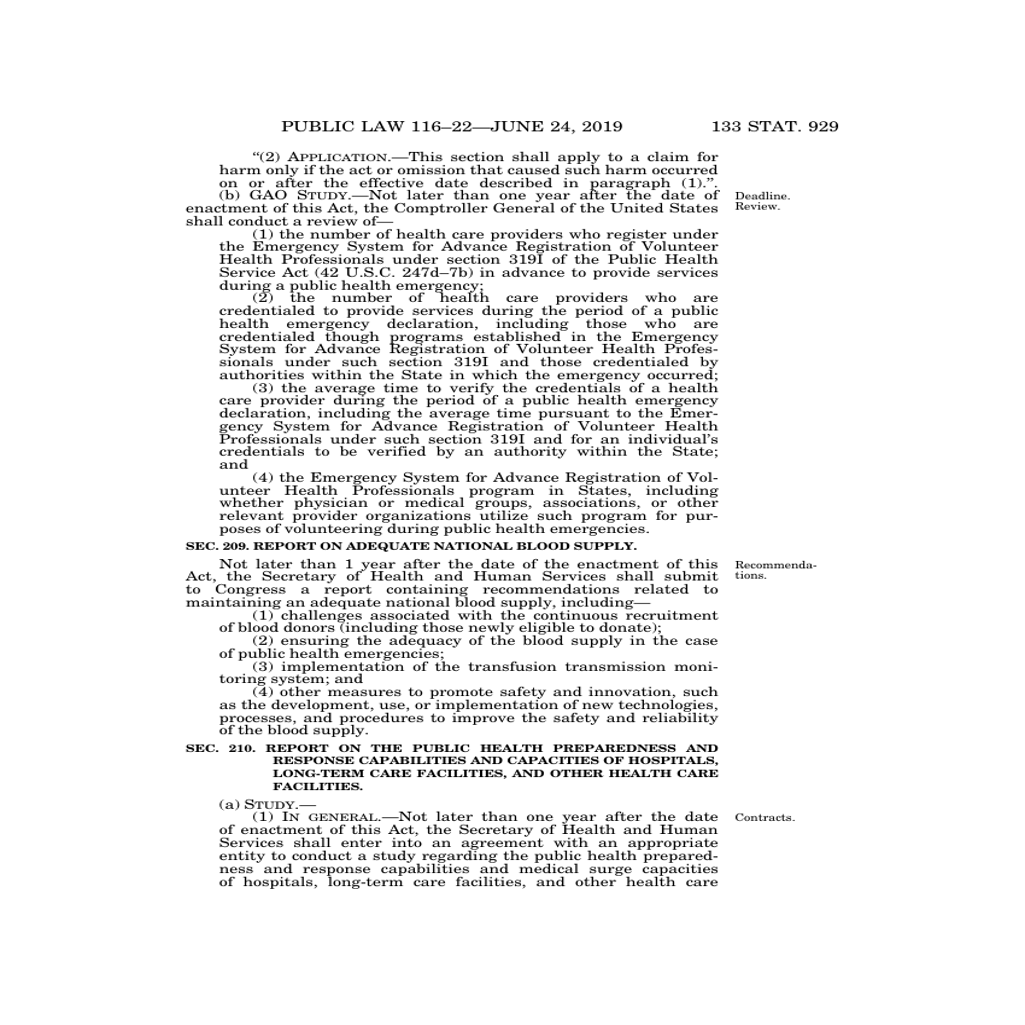 PUBLIC LAW 116–22—JUNE 24, 2019 133 STAT. 929
“(2) APPLICATION.—This section shall apply to a claim for
harm only if the act or omission that caused such harm occurred
on or after the effective date described in paragraph (1).”.
(b) GAO STUDY.—Not later than one year after the date of
enactment of this Act, the Comptroller General of the United States
shall conduct a review of—
Deadline.
Review.
(1) the number of health care providers who register under
the Emergency System for Advance Registration of Volunteer
Health Professionals under section 319I of the Public Health
Service Act (42 U.S.C. 247d–7b) in advance to provide services
during a public health emergency;
(2) the number of health care providers who are
credentialed to provide services during the period of a public
health emergency declaration, including those who are
credentialed though programs established in the Emergency
System for Advance Registration of Volunteer Health Profes-
sionals under such section 319I and those credentialed by
authorities within the State in which the emergency occurred;
(3) the average time to verify the credentials of a health
care provider during the period of a public health emergency
declaration, including the average time pursuant to the Emer-
gency System for Advance Registration of Volunteer Health
Professionals under such section 319I and for an individual’s
credentials to be verified by an authority within the State;
and
(4) the Emergency System for Advance Registration of Vol-
unteer Health Professionals program in States, including
whether physician or medical groups, associations, or other
relevant provider organizations utilize such program for pur-
poses of volunteering during public health emergencies.
SEC. 209. REPORT ON ADEQUATE NATIONAL BLOOD SUPPLY.
Not later than 1 year after the date of the enactment of this
Act, the Secretary of Health and Human Services shall submit
to Congress a report containing recommendations related to
maintaining an adequate national blood supply, including—
Recommenda-
tions.
(1) challenges associated with the continuous recruitment
of blood donors (including those newly eligible to donate);
(2) ensuring the adequacy of the blood supply in the case
of public health emergencies;
(3) implementation of the transfusion transmission moni-
toring system; and
(4) other measures to promote safety and innovation, such
as the development, use, or implementation of new technologies,
processes, and procedures to improve the safety and reliability
of the blood supply.
SEC. 210. REPORT ON THE PUBLIC HEALTH PREPAREDNESS AND
RESPONSE CAPABILITIES AND CAPACITIES OF HOSPITALS,
LONG-TERM CARE FACILITIES, AND OTHER HEALTH CARE
FACILITIES.
(a) STUDY.—
(1) IN GENERAL.—Not later than one year after the date
of enactment of this Act, the Secretary of Health and Human
Services shall enter into an agreement with an appropriate
entity to conduct a study regarding the public health prepared-
ness and response capabilities and medical surge capacities
of hospitals, long-term care facilities, and other health care
Contracts.